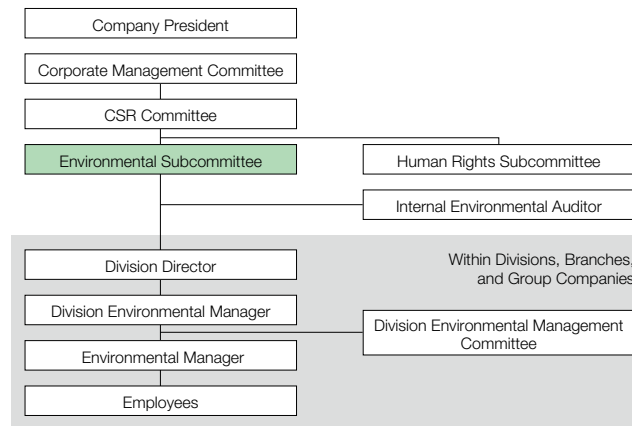 Company President
Corporate Management Committee
CSR Committee
Environmental Subcommittee
Human Rights Subcommittee
Internal Environmental Auditor
Within Divisions, Branches,
and Group Companies
Division Director
Division Environmental Manager
Division Environmental Management
Committee
Environmental Manager
Employees